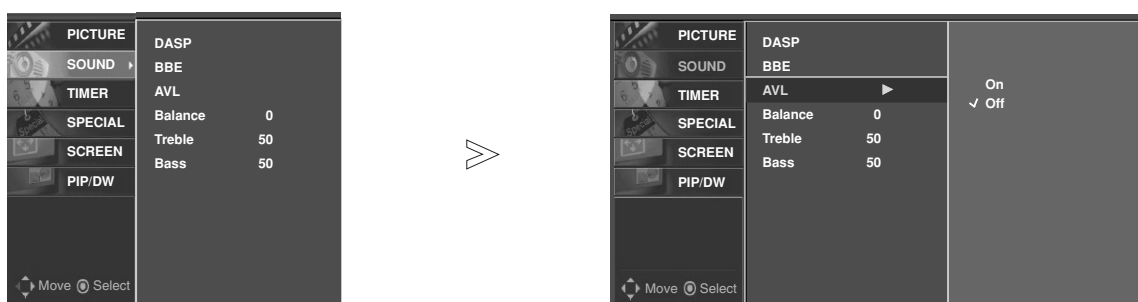 PICTURE
SOUND
TIMER
SPECIAL
SCREEN
PIP/DW
Move Select
DASP
BBE
AVL
Balance 0
Treble 50
Bass 50
PICTURE
SOUND
TIMER
SPECIAL
SCREEN
PIP/DW
Move Select
DASP
BBE
AVL
Balance 0
Treble 50
Bass 50
On
Off